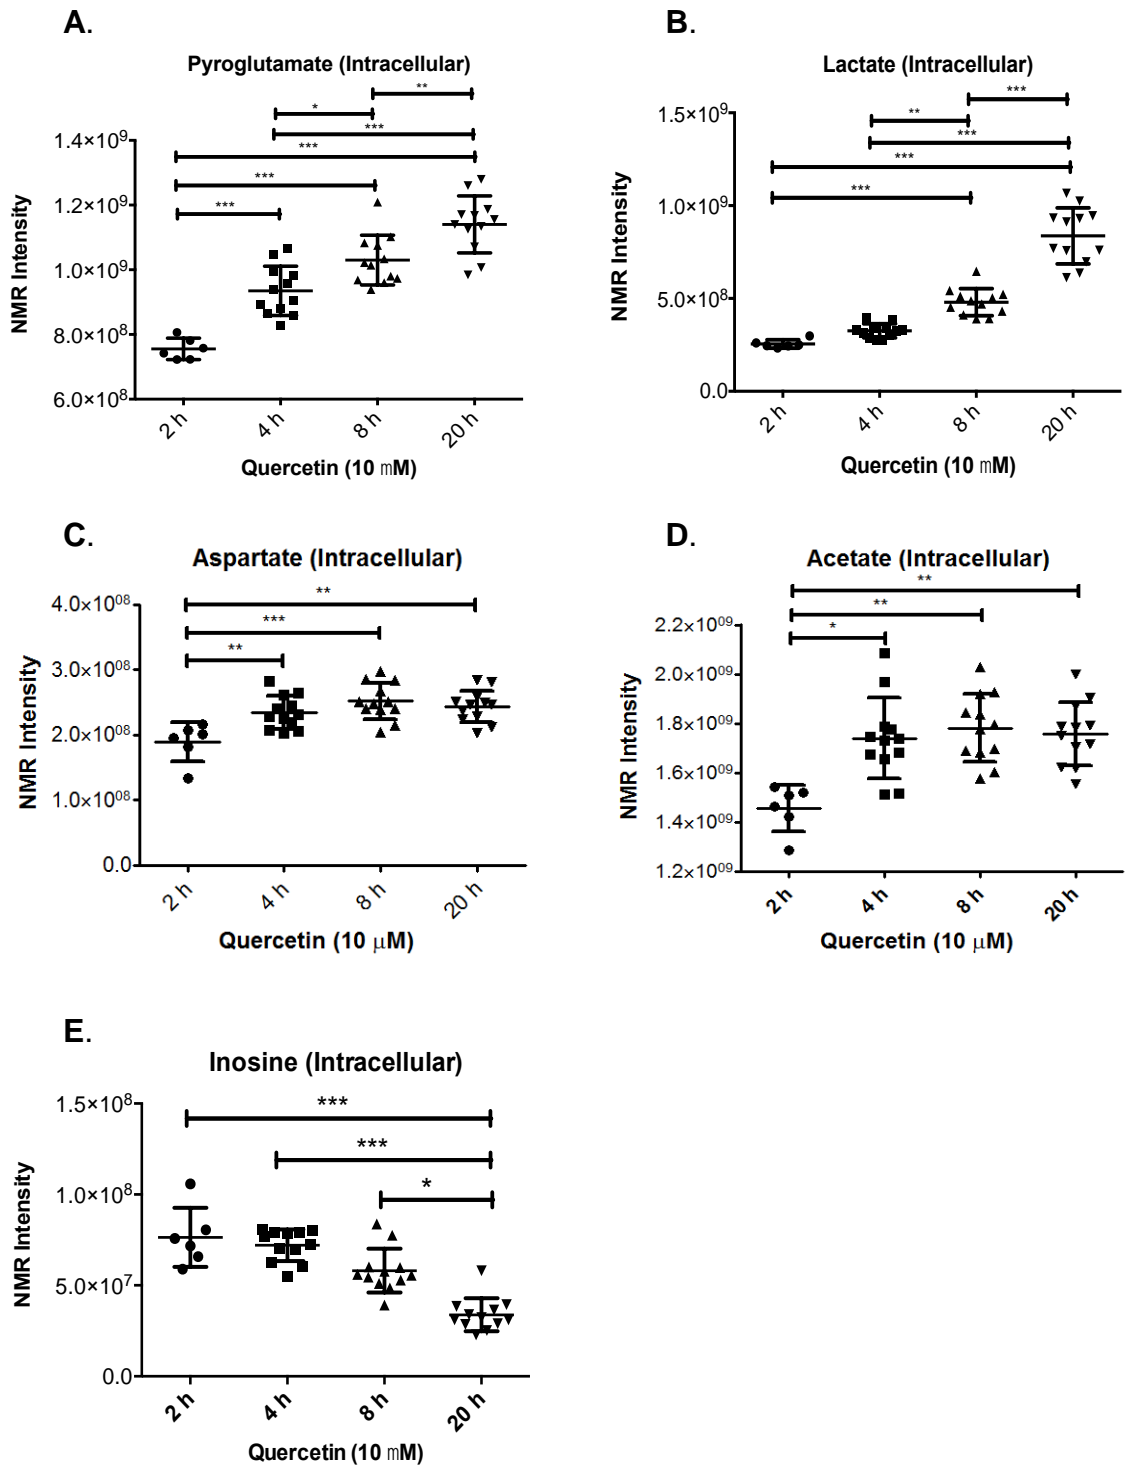 A.
Pyroglutamate (Intracellular)
**
*
***
***
***
***
NMR Intensity
1.4×10⁹
1.2×10⁹
1.0×10⁹
8.0×10⁸
6.0×10⁸
2 h
4 h
8 h
20 h
Quercetin (10 mM)
B.
Lactate (Intracellular)
***
**
***
***
***
NMR Intensity
1.5×10⁹
1.0×10⁹
5.0×10⁸
0.0
2 h
4 h
8 h
20 h
Quercetin (10 mM)
C.
Aspartate (Intracellular)
**
***
**
NMR Intensity
4.0×10⁰⁸
3.0×10⁰⁸
2.0×10⁰⁸
1.0×10⁰⁸
0.0
2 h
4 h
8 h
20 h
Quercetin (10 μM)
D.
Acetate (Intracellular)
**
**
*
NMR Intensity
2.2×10⁰⁹
2.0×10⁰⁹
1.8×10⁰⁹
1.6×10⁰⁹
1.4×10⁰⁹
1.2×10⁰⁹
2 h
4 h
8 h
20 h
Quercetin (10 μM)
E.
Inosine (Intracellular)
***
***
*
NMR Intensity
1.5×10⁸
1.0×10⁸
5.0×10⁷
0.0
2 h
4 h
8 h
20 h
Quercetin (10 mM)